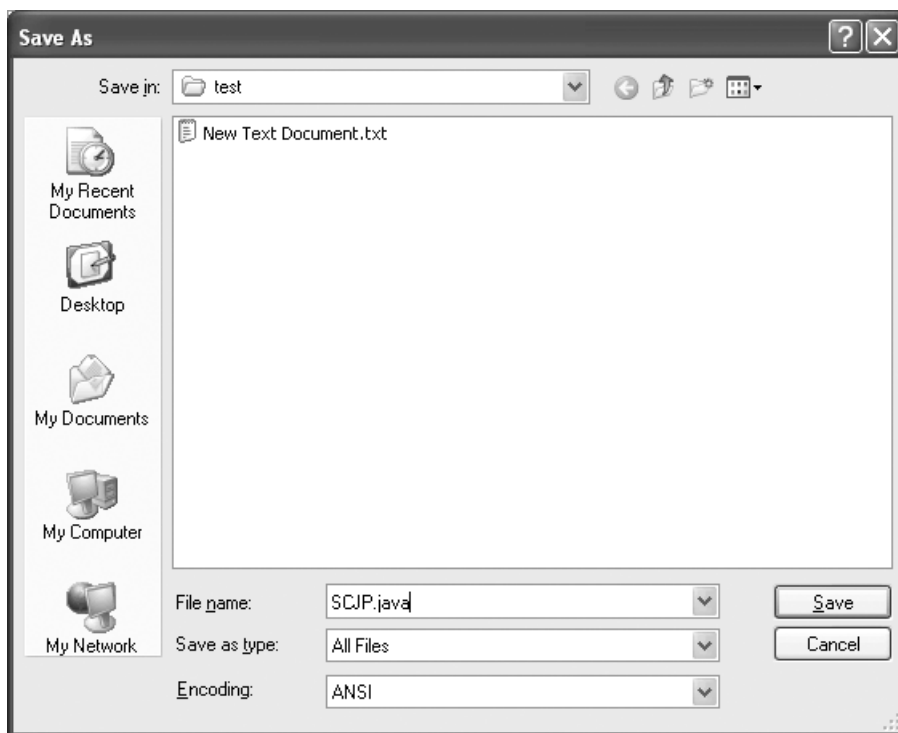 Save As
Save in:
test
New Text Document.txt
My Recent
Documents
Desktop
My Documents
My Computer
My Network
File name:
SCJP.java
Save
Save as type:
All Files
Cancel
Encoding:
ANSI